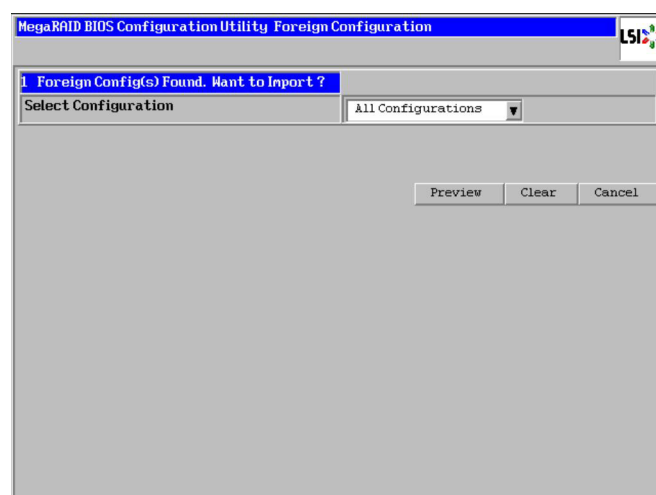 MegaRAID BIOS Configuration Utility Foreign Configuration
LSI
1 Foreign Config(s) Found. Want to Import ?
Select Configuration
All Configurations
Preview Clear Cancel